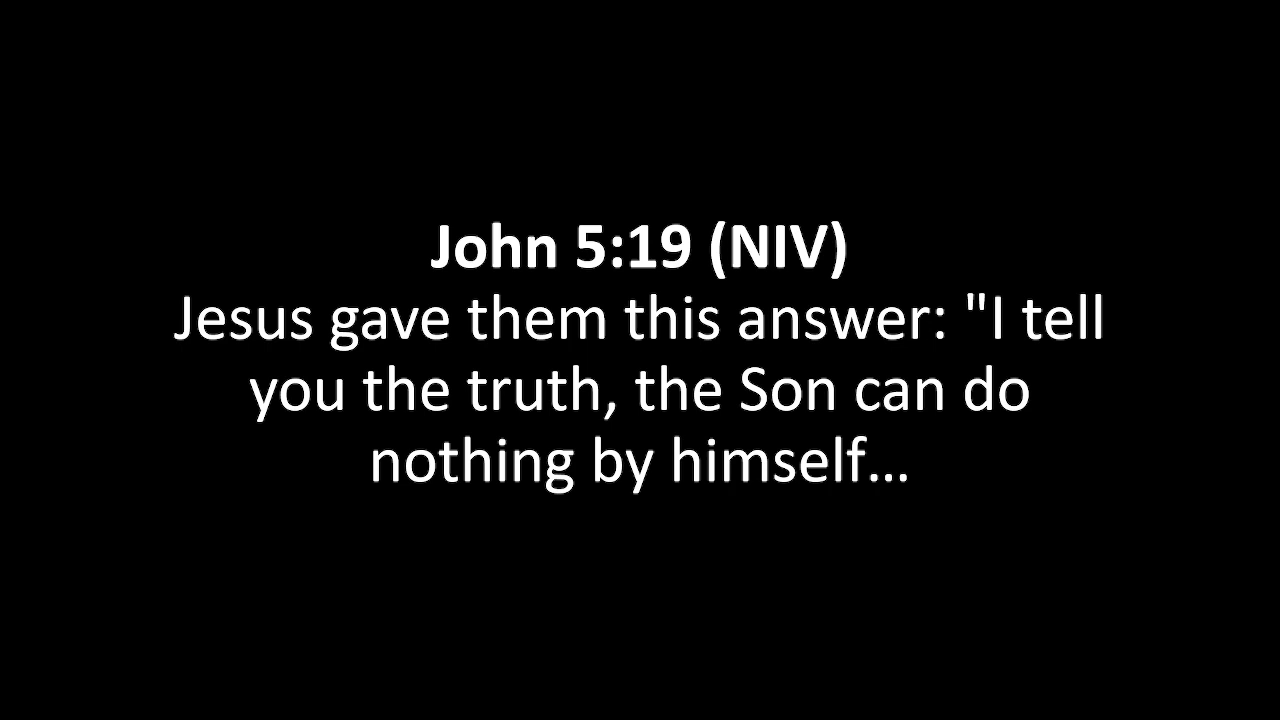 John 5:19 (NIV)
Jesus gave them this answer: "I tell
you the truth, the Son can do
nothing by himself…